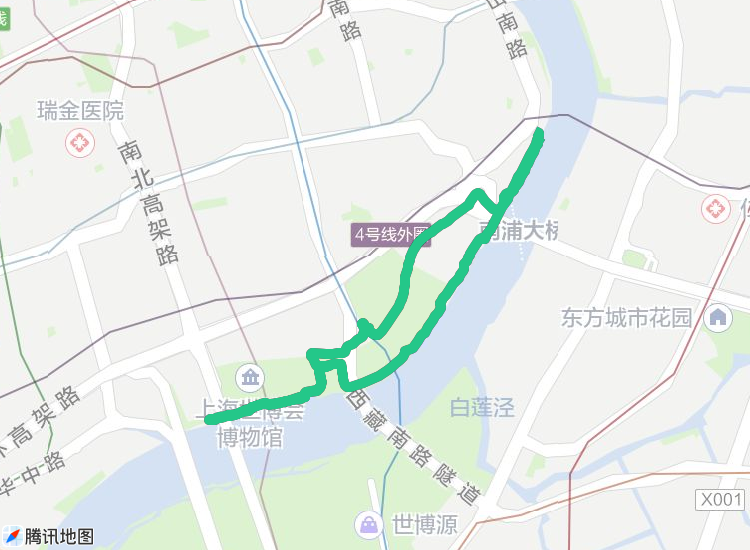 南路
南路
瑞金医院
南北高架路
4号线外圈
南浦大桥
东方城市花园
上海世博会
博物馆
西藏南路隧道
白莲泾
高架路
华中路
X001
世博源
腾讯地图